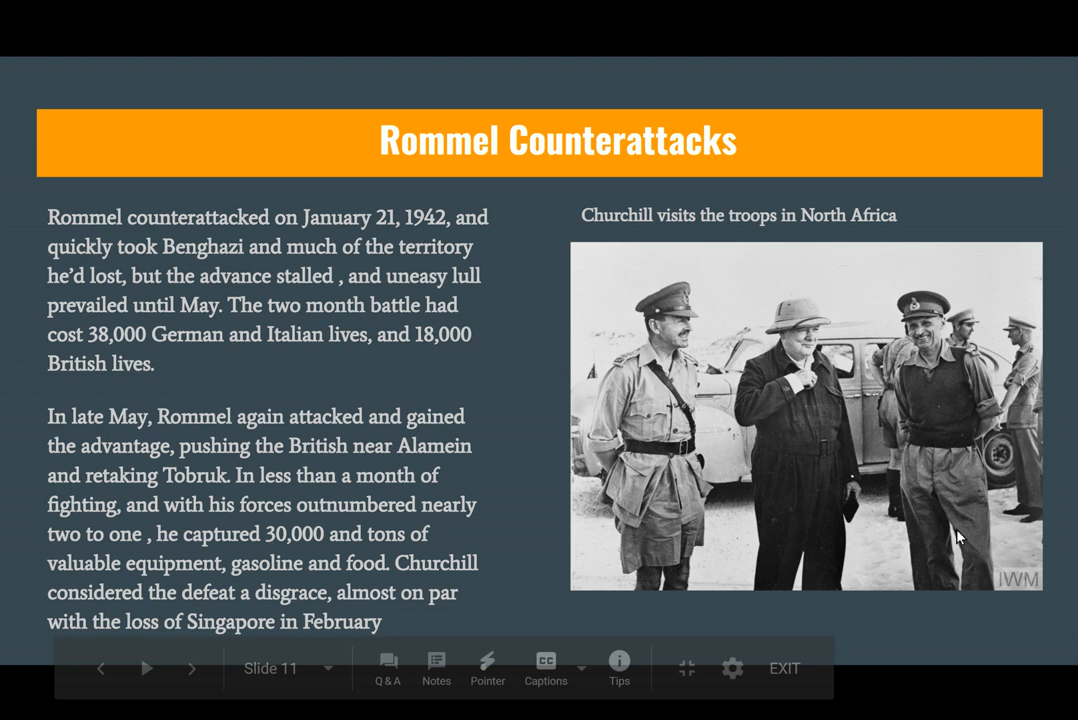 Rommel Counterattacks
Rommel counterattacked on January 21, 1942, and
quickly took Benghazi and much of the territory
he’d lost, but the advance stalled , and uneasy lull
prevailed until May. The two month battle had
cost 38,000 German and Italian lives, and 18,000
British lives.
In late May, Rommel again attacked and gained
the advantage, pushing the British near Alamein
and retaking Tobruk. In less than a month of
fighting, and with his forces outnumbered nearly
two to one , he captured 30,000 and tons of
valuable equipment, gasoline and food. Churchill
considered the defeat a disgrace, almost on par
with the loss of Singapore in February
Churchill visits the troops in North Africa
IWM
Slide 11
Q & A
Notes
Pointer
CC
Captions
Tips
EXIT